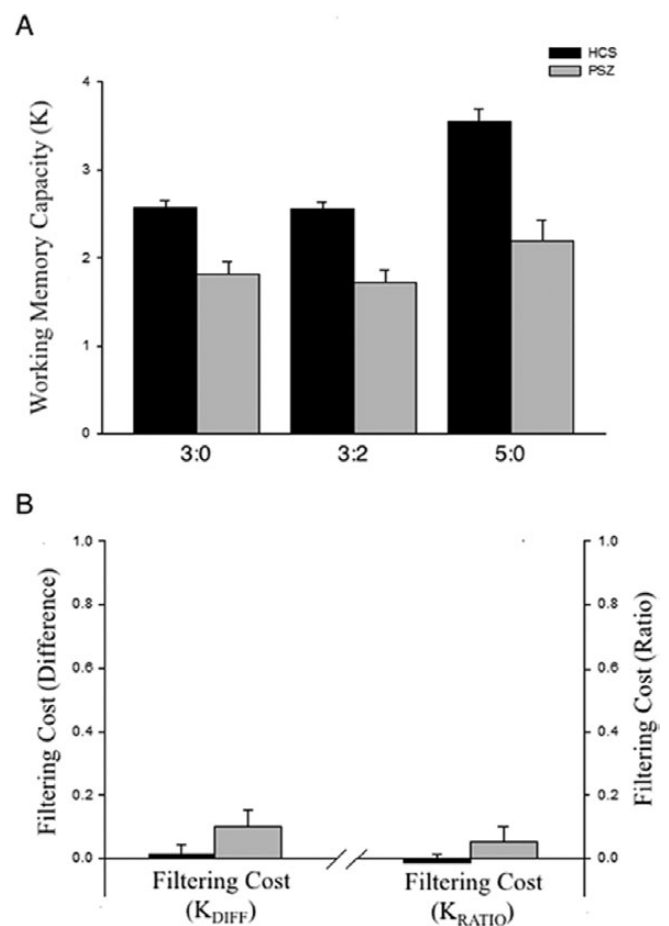 A
HCS
PSZ
Working Memory Capacity (K)
4
3
2
1
0
3:0 3:2 5:0
B
Filtering Cost (Difference)
1.0
0.8
0.6
0.4
0.2
0.0
Filtering Cost
(KDIFF)
Filtering Cost
(KRATIO)
1.0
0.8
0.6
0.4
0.2
0.0
Filtering Cost (Ratio)